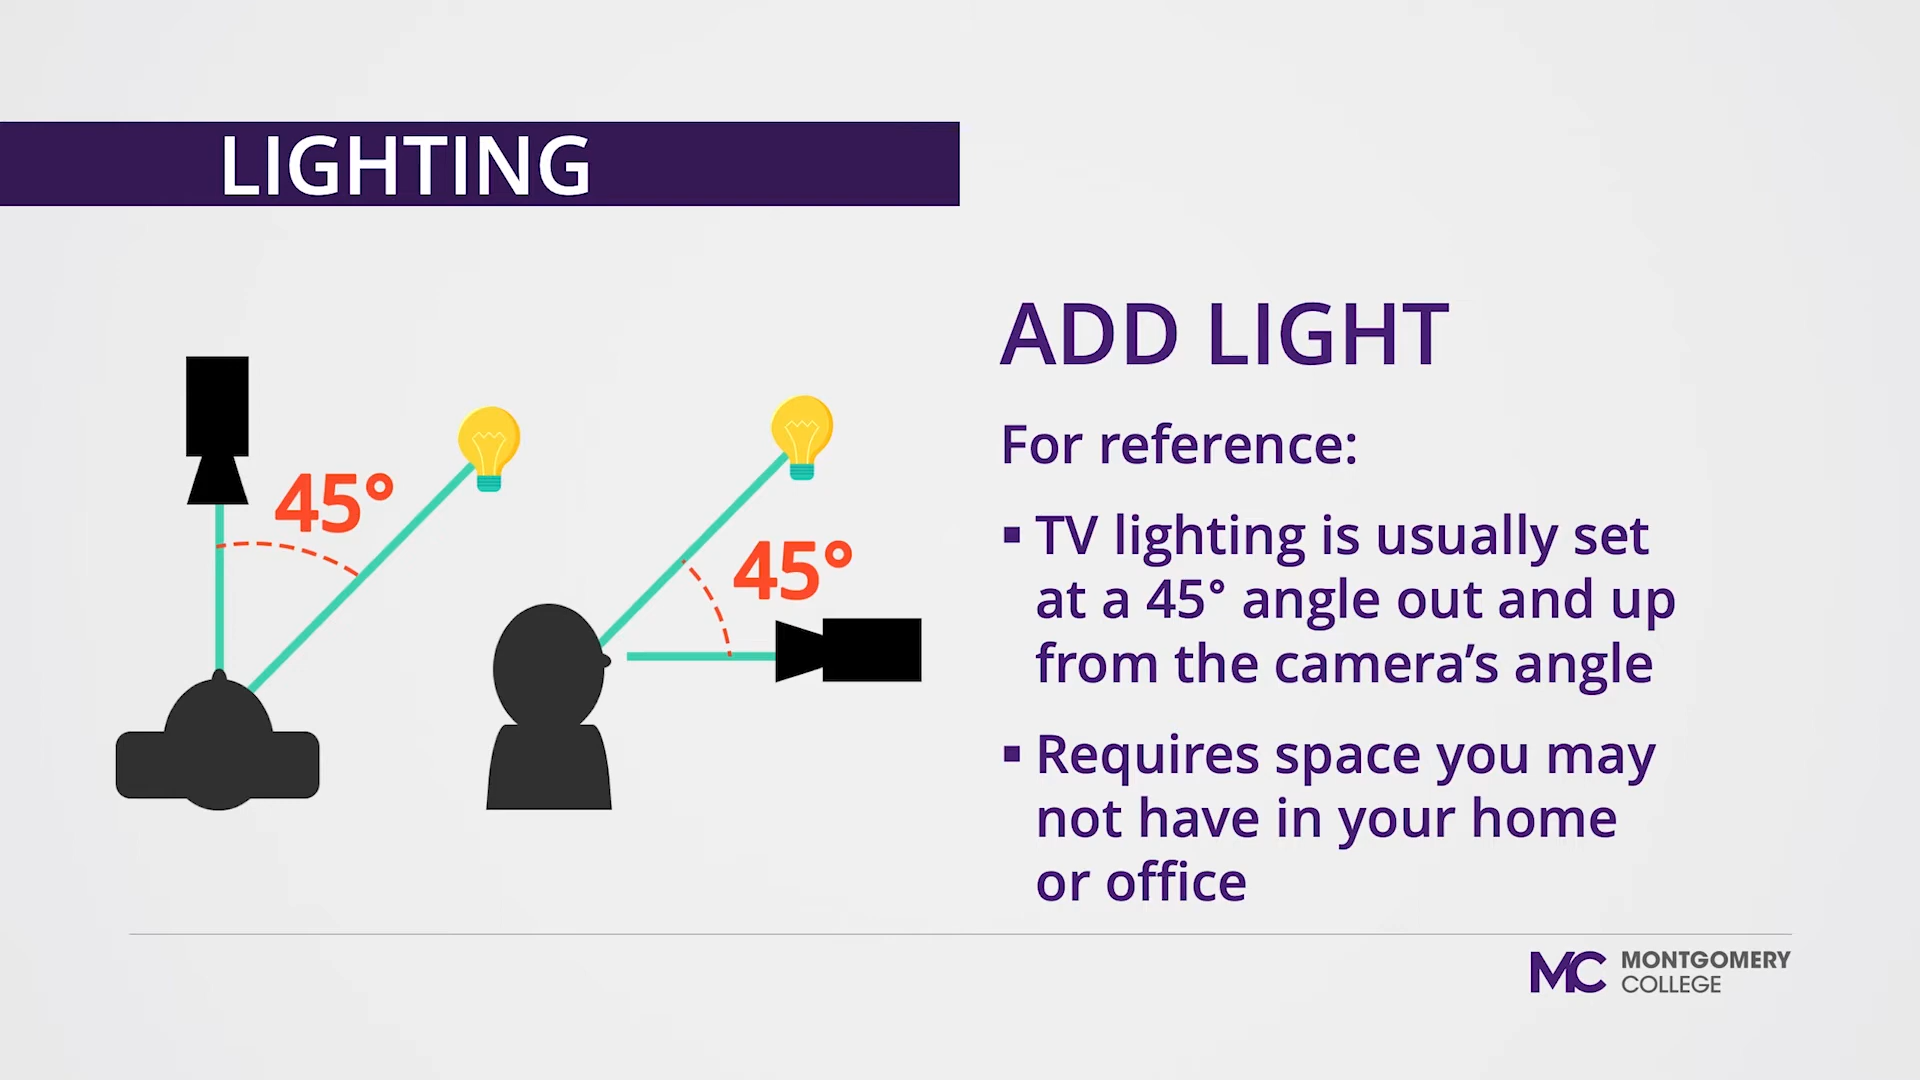 LIGHTING
45°
45°
ADD LIGHT
For reference:
▪ TV lighting is usually set
at a 45° angle out and up
from the camera’s angle
▪ Requires space you may
not have in your home
or office
MC MONTGOMERY
COLLEGE